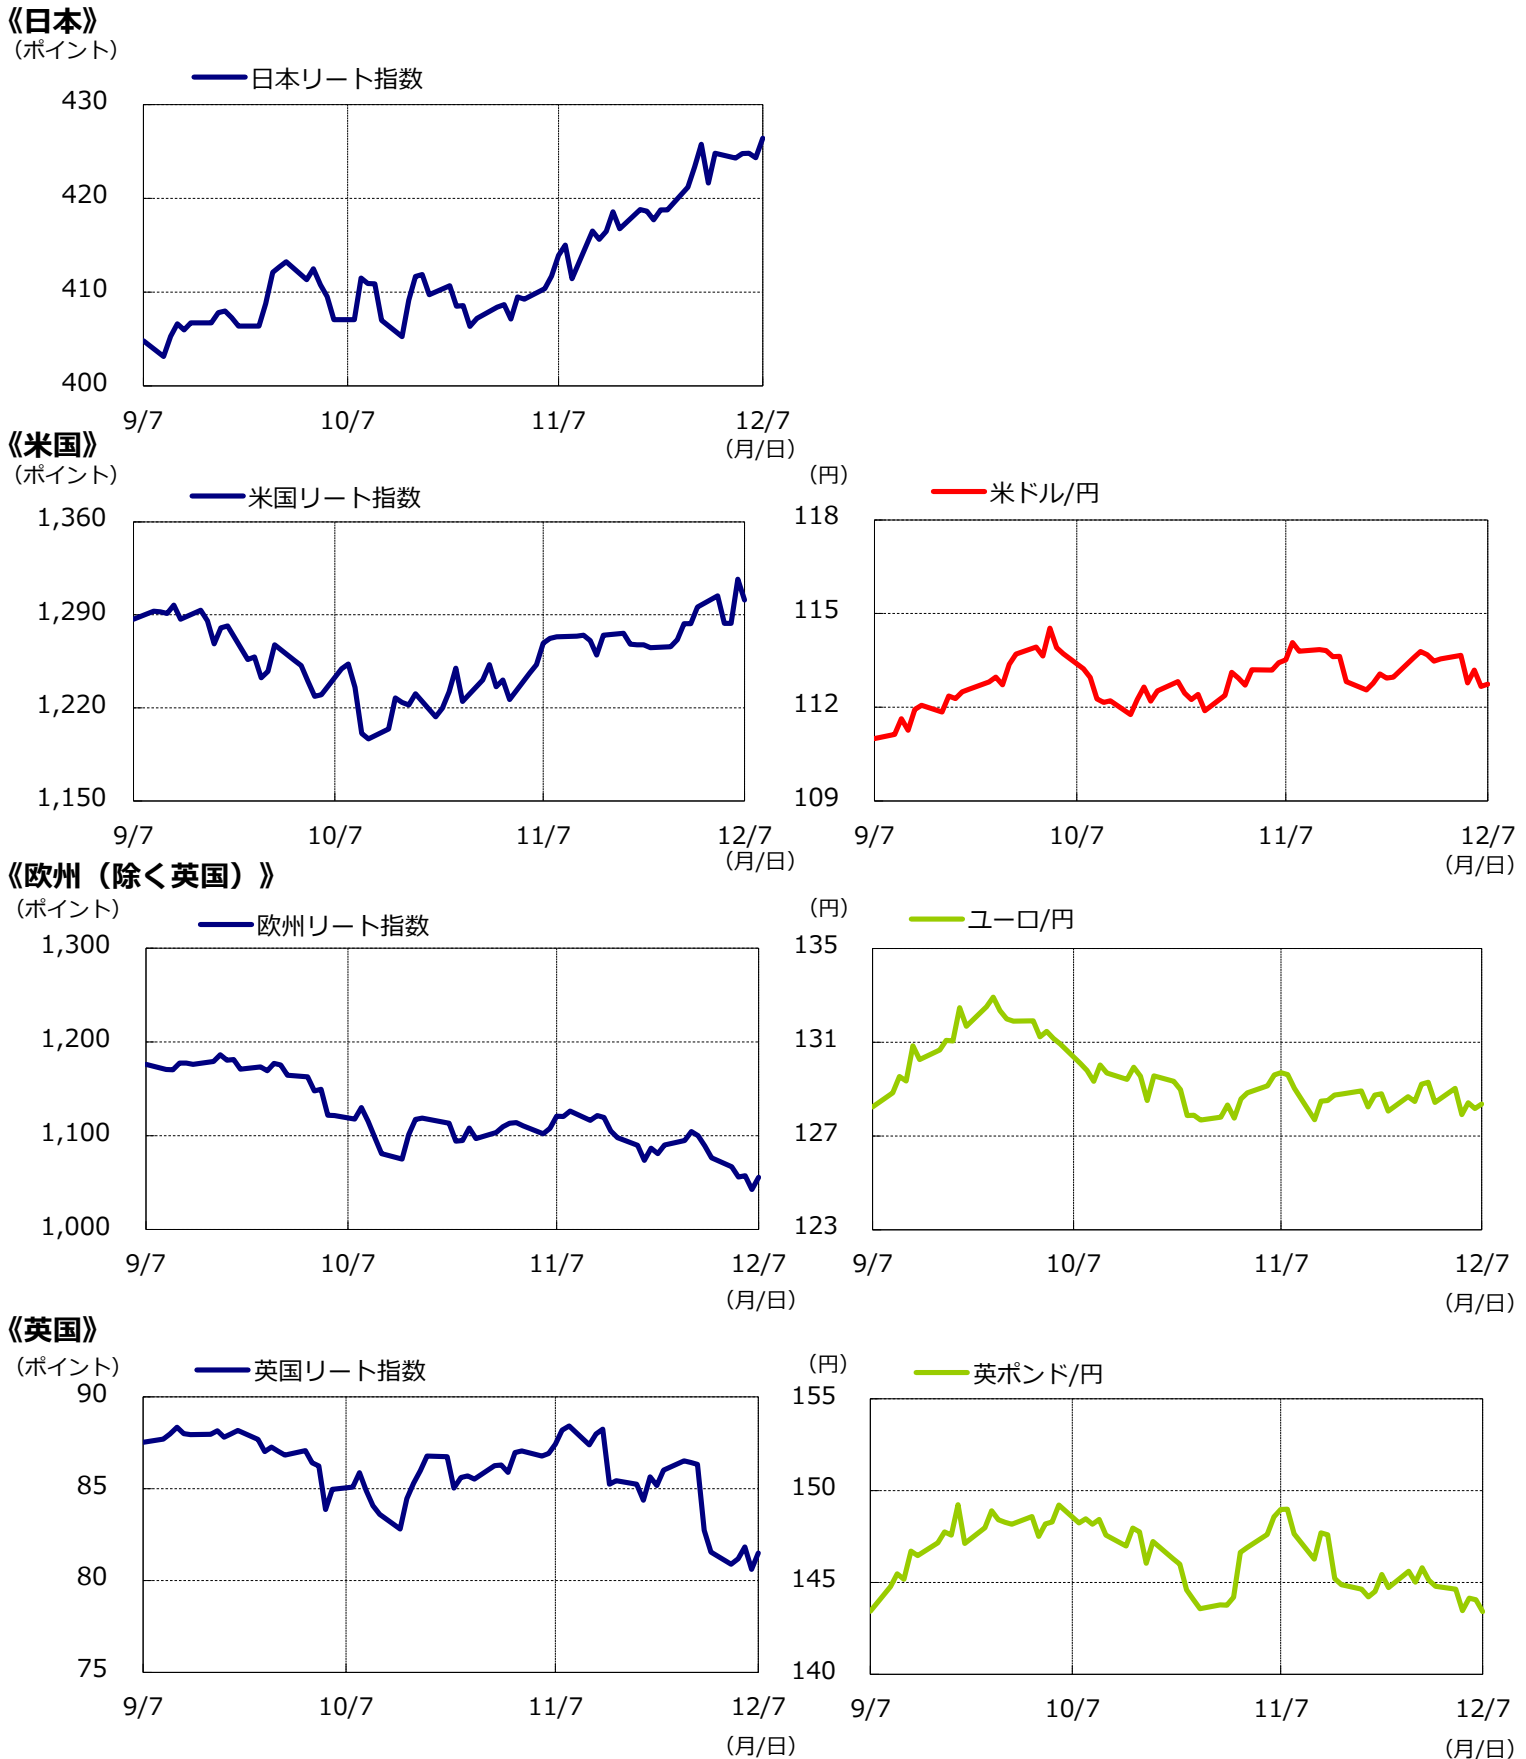 《日本》
（ポイント）
日本リート指数
430
420
410
400
9/7 10/7 11/7 12/7
（月/日）
《米国》
（ポイント）
米国リート指数
1,360
1,290
1,220
1,150
9/7 10/7 11/7 12/7
（月/日）
（円）
米ドル/円
118
115
112
109
9/7 10/7 11/7 12/7
（月/日）
《欧州（除く英国）》
（ポイント）
欧州リート指数
1,300
1,200
1,100
1,000
9/7 10/7 11/7 12/7
（月/日）
（円）
ユーロ/円
135
131
127
123
9/7 10/7 11/7 12/7
（月/日）
《英国》
（ポイント）
英国リート指数
90
85
80
75
9/7 10/7 11/7 12/7
（月/日）
（円）
英ポンド/円
155
150
145
140
9/7 10/7 11/7 12/7
（月/日）